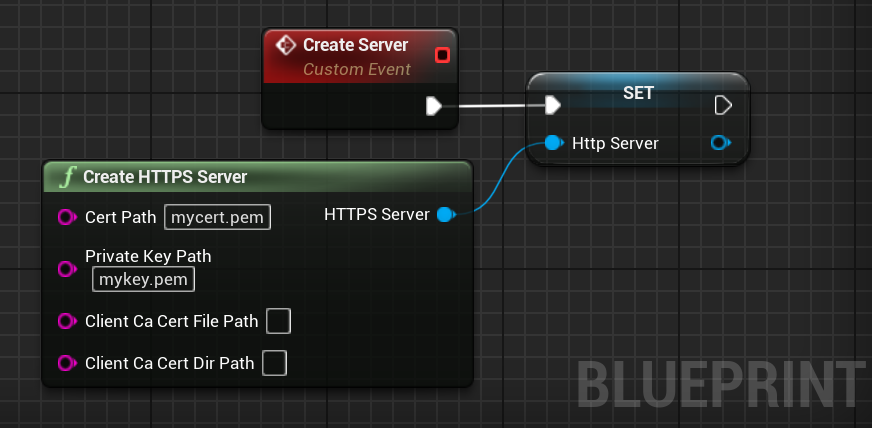 Create Server
Custom Event
SET
Http Server
f Create HTTPS Server
Cert Path mycert.pem
HTTPS Server
Private Key Path
mykey.pem
Client Ca Cert File Path
Client Ca Cert Dir Path
BLUEPRINT